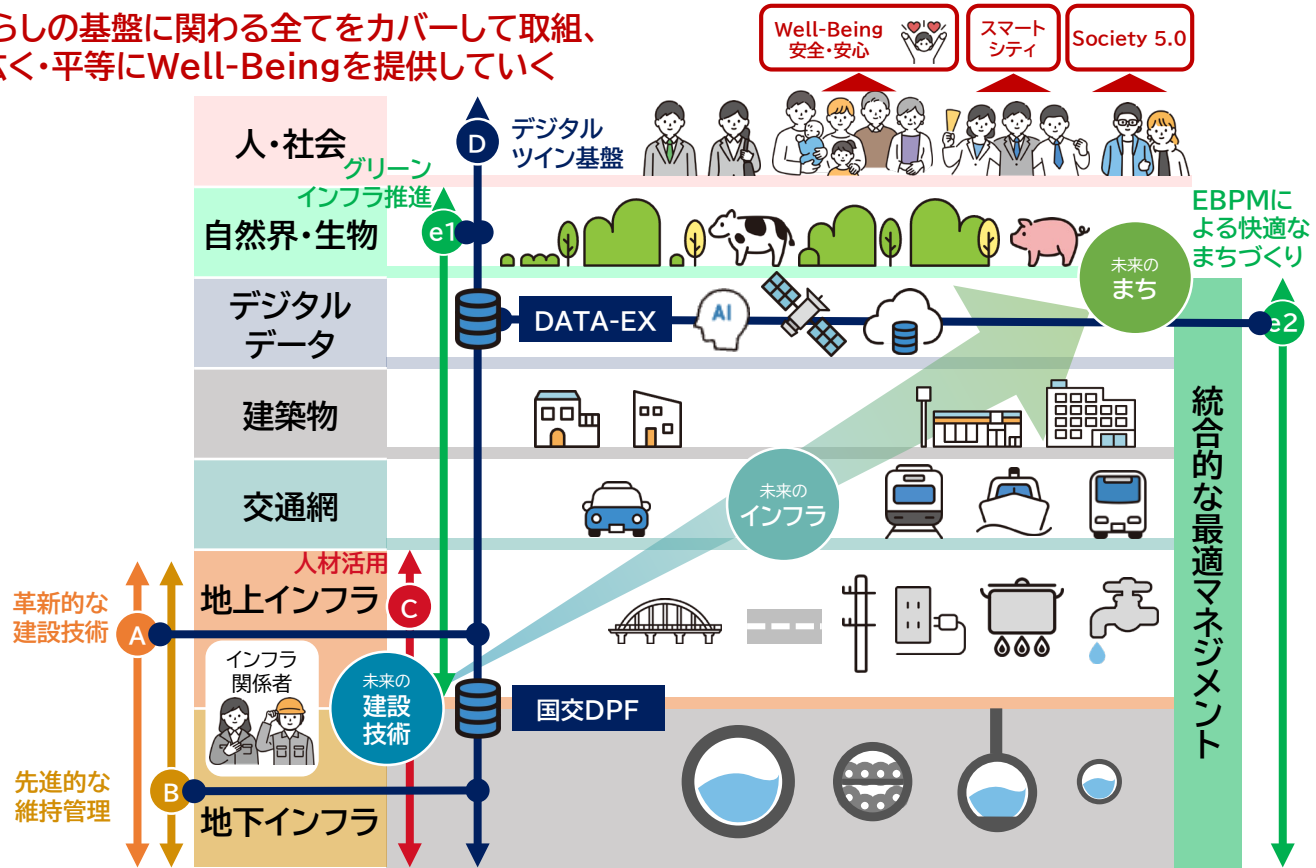 らしの基盤に関わる全てをカバーして取組、
広く・平等にWell-Beingを提供していく
Well-Being
安全・安心
スマート
シティ
Society 5.0
人・社会
D
デジタル
ツイン基盤
グリーン
インフラ推進
e1
自然界・生物
EBPMに
よる快適な
まちづくり
未来の
まち
デジタル
データ
DATA-EX
AI
e2
建築物
統合的な最適マネジメント
交通網
未来の
インフラ
人材活用
地上インフラ
C
革新的な
建設技術
A
インフラ
関係者
未来の
建設
技術
国交DPF
先進的な
維持管理
B
地下インフラ